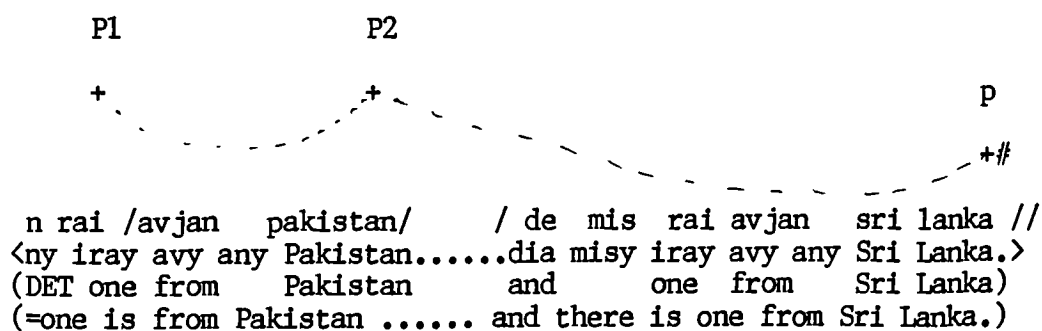 P1 P2
+ + p
+#
n rai /avjan pakistan/ / de mis rai avjan sri lanka //
<ny iray avy any Pakistan......dia misy iray avy any Sri Lanka.>
(DET one from Pakistan and one from Sri Lanka)
(=one is from Pakistan ...... and there is one from Sri Lanka.)